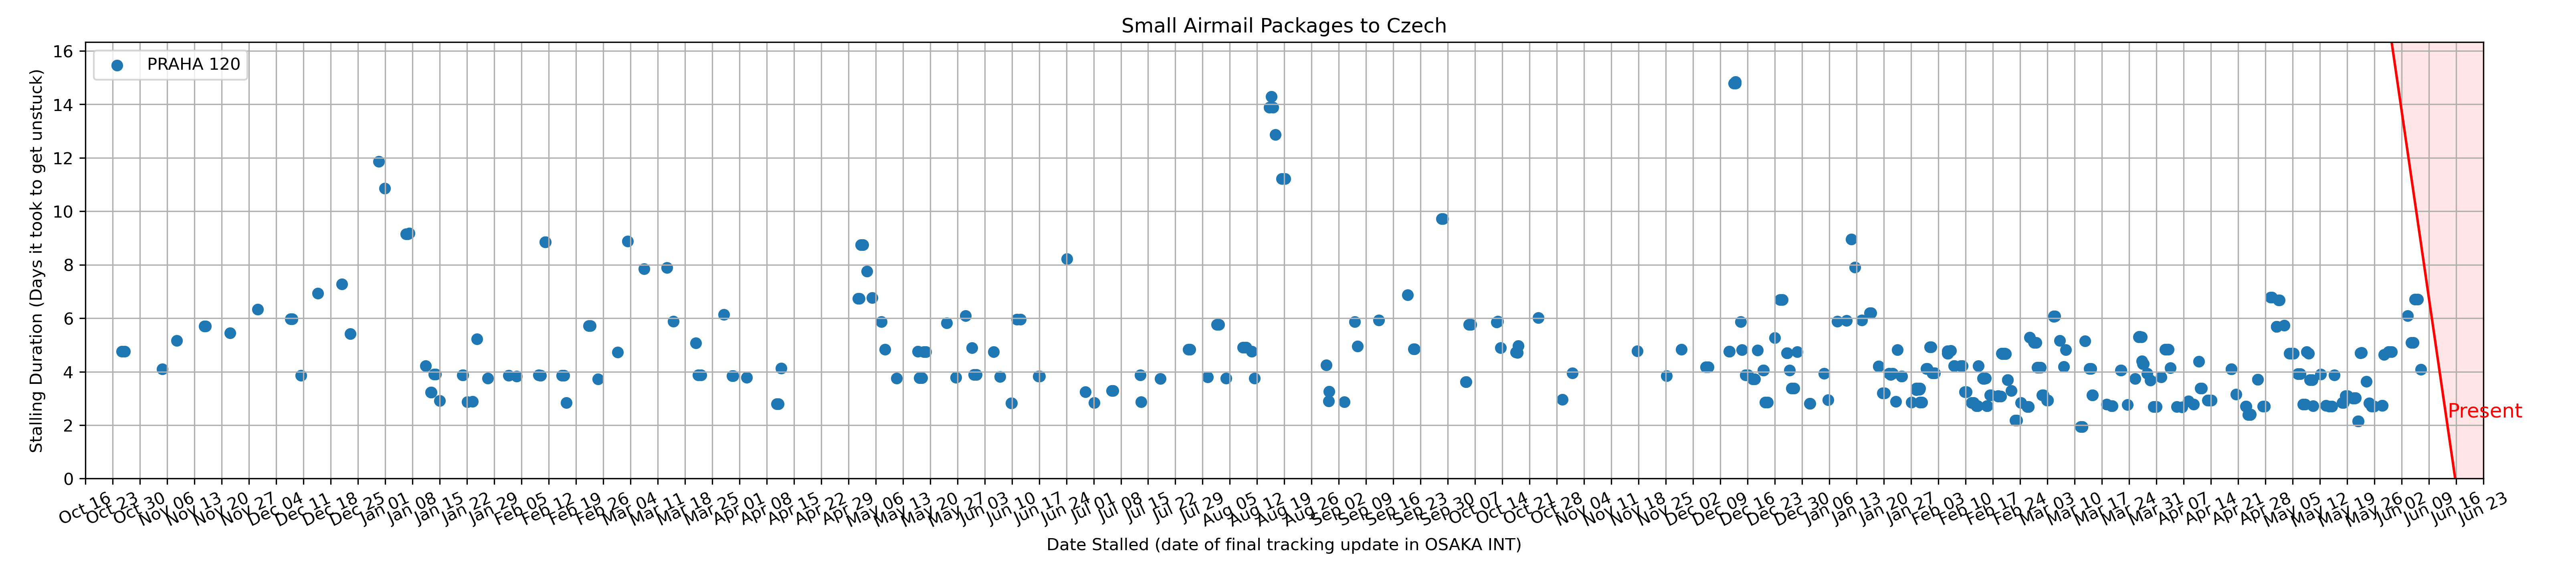 Small Airmail Packages to Czech
Stalling Duration (Days it took to get unstuck)
16
14
12
10
8
6
4
2
0
PRAHA 120
Present
Oct 16
Oct 23
Oct 30
Nov 06
Nov 13
Nov 20
Nov 27
Dec 04
Dec 11
Dec 18
Dec 25
Jan 01
Jan 08
Jan 15
Jan 22
Jan 29
Feb 05
Feb 12
Feb 19
Feb 26
Mar 04
Mar 11
Mar 18
Mar 25
Apr 01
Apr 08
Apr 15
Apr 22
Apr 29
May 06
May 13
May 20
May 27
Jun 03
Jun 10
Jun 17
Jun 24
Jul 01
Jul 08
Jul 15
Jul 22
Jul 29
Aug 05
Aug 12
Aug 19
Aug 26
Sep 02
Sep 09
Sep 16
Sep 23
Sep 30
Oct 07
Oct 14
Oct 21
Oct 28
Nov 04
Nov 11
Nov 18
Nov 25
Dec 02
Dec 09
Dec 16
Dec 23
Dec 30
Jan 06
Jan 13
Jan 20
Jan 27
Feb 03
Feb 10
Feb 17
Feb 24
Mar 03
Mar 10
Mar 17
Mar 24
Mar 31
Apr 07
Apr 14
Apr 21
Apr 28
May 05
May 12
May 19
May 26
Jun 02
Jun 09
Jun 16
Jun 23
Date Stalled (date of final tracking update in OSAKA INT)